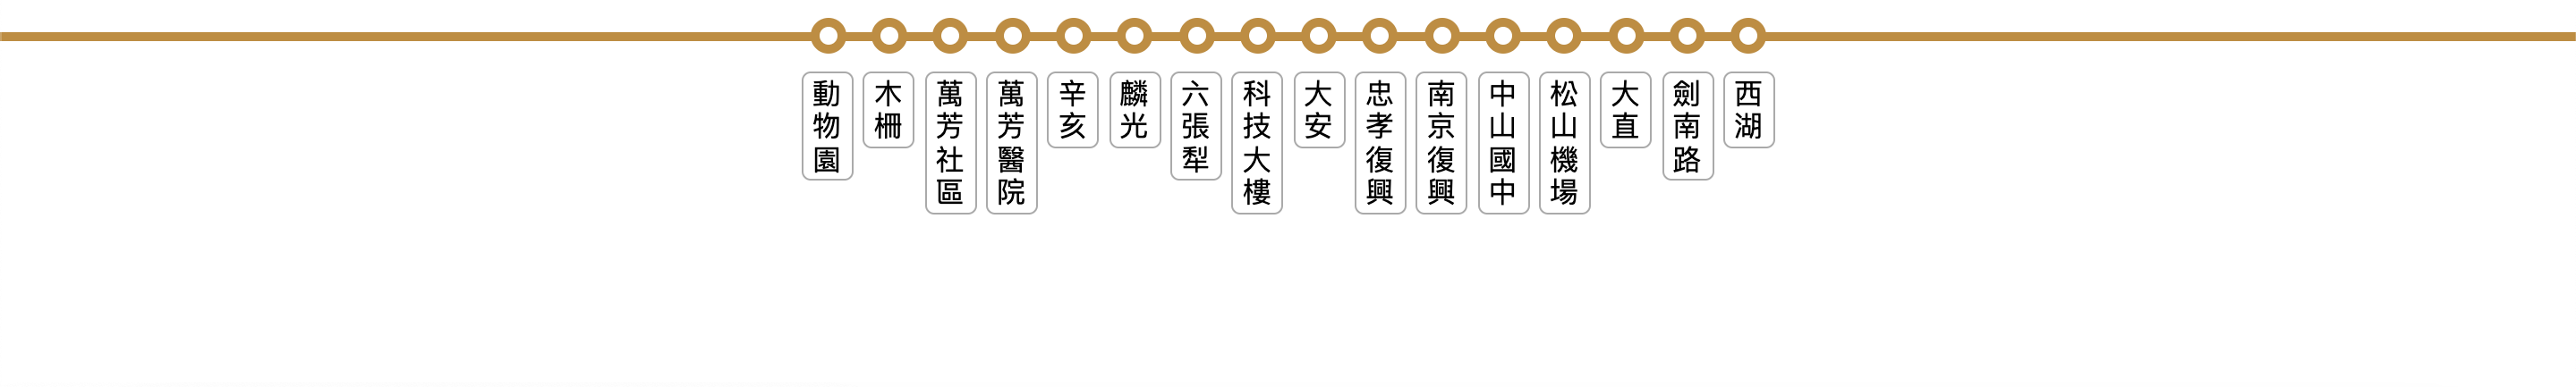 動物園
木柵
萬芳社區
萬芳醫院
辛亥
麟光
六張犁
科技大樓
大安
忠孝復興
南京復興
中山國中
松山機場
大直
劍南路
西湖